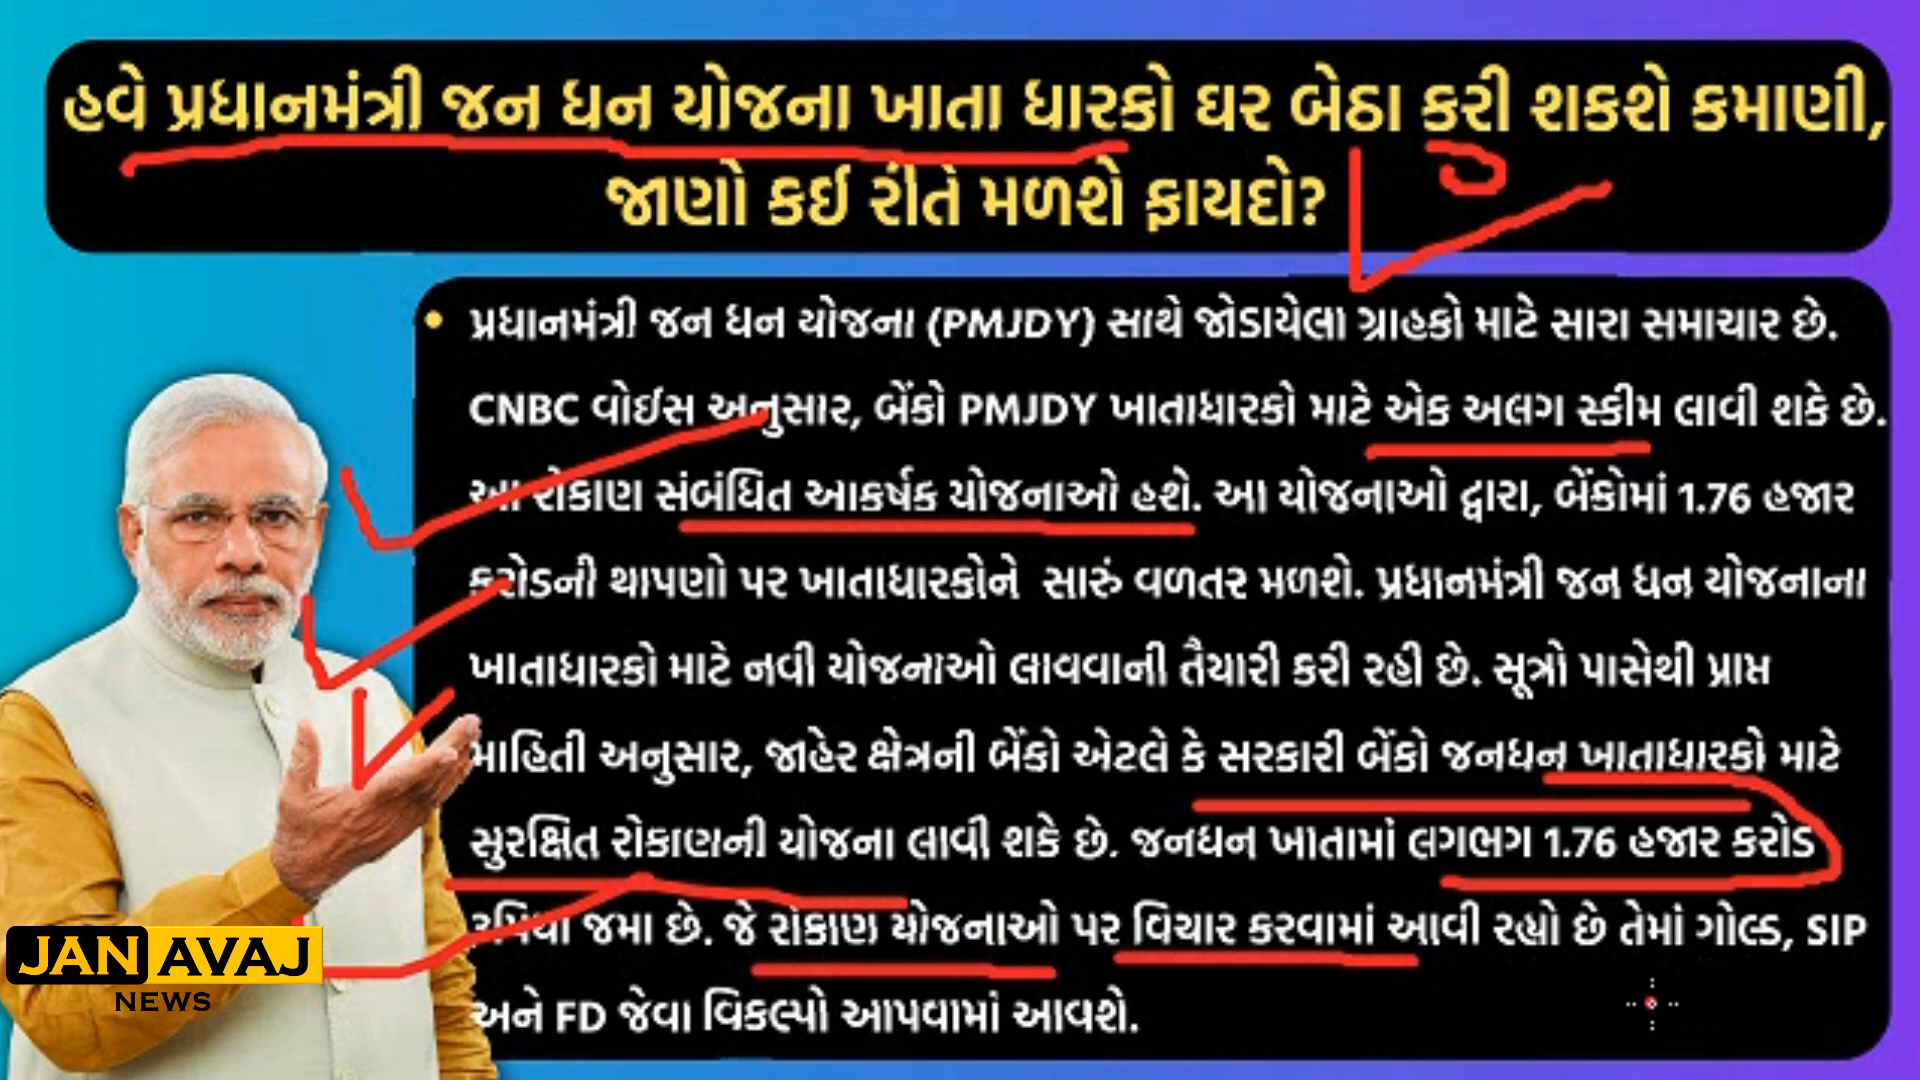 હવે પ્રધાનમંત્રી જન ધન યોજના ખાતા ધારકો ઘર બેઠા કરી શકશે કમાણી,
જાણો કઈ રીતે મળશે ફાયદો?
• પ્રધાનમંત્રી જન ધન યોજના (PMJDY) સાથે જોડાયેલા ગ્રાહકો માટે સારા સમાચાર છે.
CNBC વોઈસ અનુસાર, બેંકો PMJDY ખાતાધારકો માટે એક અલગ સ્કીમ લાવી શકે છે.
આ રોકાણ સંબંધિત આકર્ષક યોજનાઓ હશે. આ યોજનાઓ દ્વારા, બેંકોમાં 1.76 હજાર
કરોડની થાપણો પર ખાતાધારકોને સારું વળતર મળશે. પ્રધાનમંત્રી જન ધન યોજનાના
ખાતાધારકો માટે નવી યોજનાઓ લાવવાની તૈયારી કરી રહી છે. સૂત્રો પાસેથી પ્રાપ્ત
માહિતી અનુસાર, જાહેર ક્ષેત્રની બેંકો એટલે કે સરકારી બેંકો જનધન ખાતાધારકો માટે
સુરક્ષિત રોકાણની યોજના લાવી શકે છે. જનધન ખાતામાં લગભગ 1.76 હજાર કરોડ
રૂપિયા જમા છે. જે રોકાણ યોજનાઓ પર વિચાર કરવામાં આવી રહ્યો છે તેમાં ગોલ્ડ, SIP
અને FD જેવા વિકલ્પો આપવામાં આવશે.
JAN AVAJ
NEWS